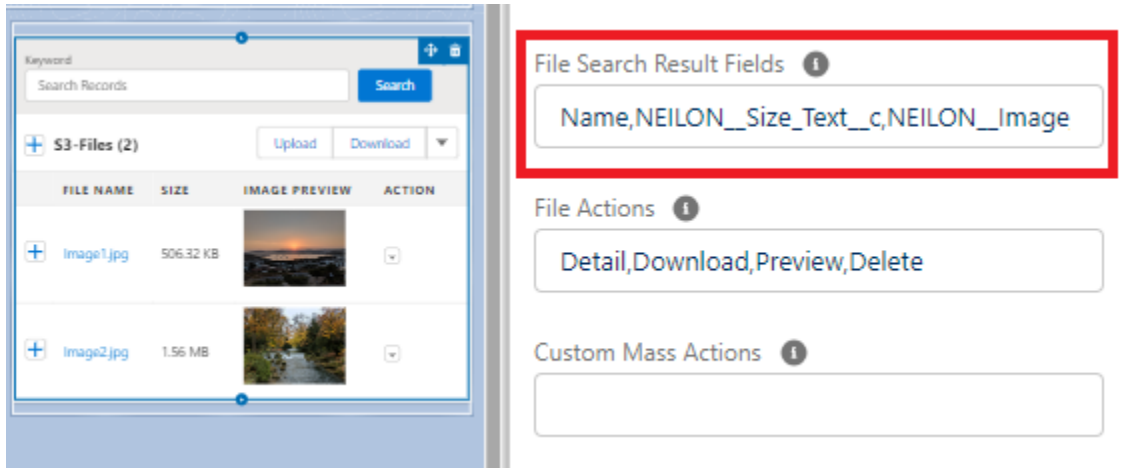 Keyword
Search Records
Search
S3-Files (2)
Upload
Download
FILE NAME SIZE IMAGE PREVIEW ACTION
Image1.jpg 506.32 KB
Image2.jpg 1.56 MB
File Search Result Fields
Name,NEILON__Size_Text__c,NEILON__Image
File Actions
Detail,Download,Preview,Delete
Custom Mass Actions